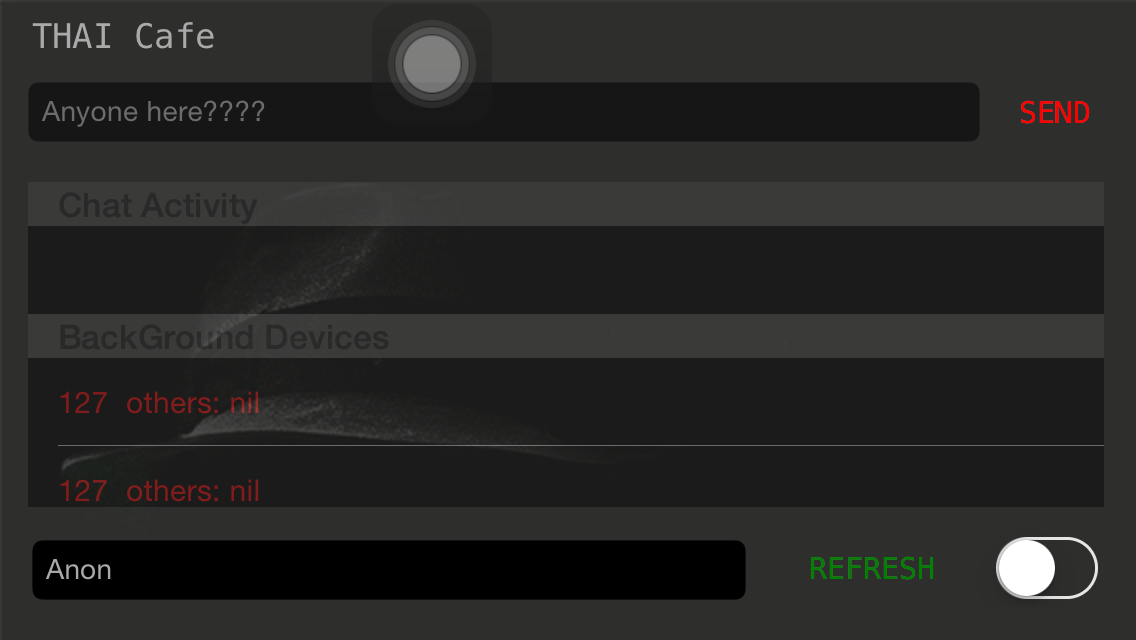 THAI Cafe
Anyone here????
SEND
Chat Activity
BackGround Devices
127 others: nil
127 others: nil
Anon
REFRESH